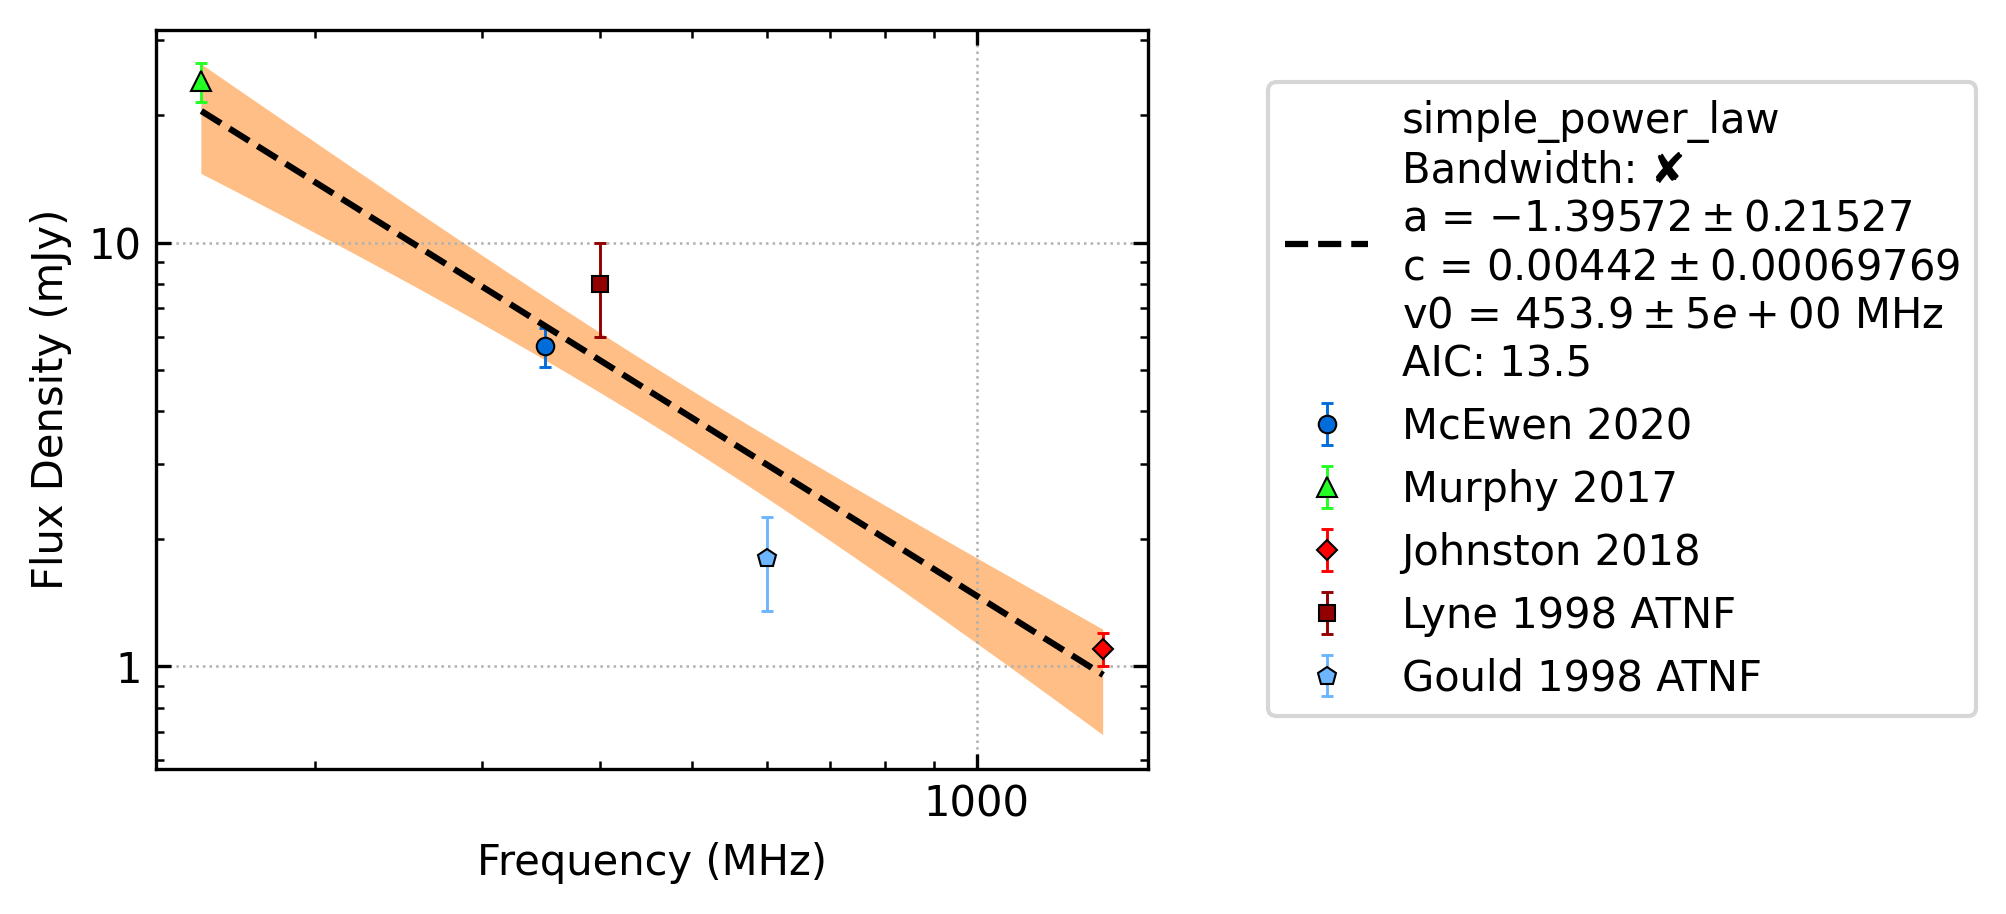 Flux Density (mJy)
10
1
1000
Frequency (MHz)
simple_power_law
Bandwidth: ✘
a = −1.39572 ± 0.21527
c = 0.00442 ± 0.00069769
v0 = 453.9 ± 5e + 00 MHz
AIC: 13.5
McEwen 2020
Murphy 2017
Johnston 2018
Lyne 1998 ATNF
Gould 1998 ATNF